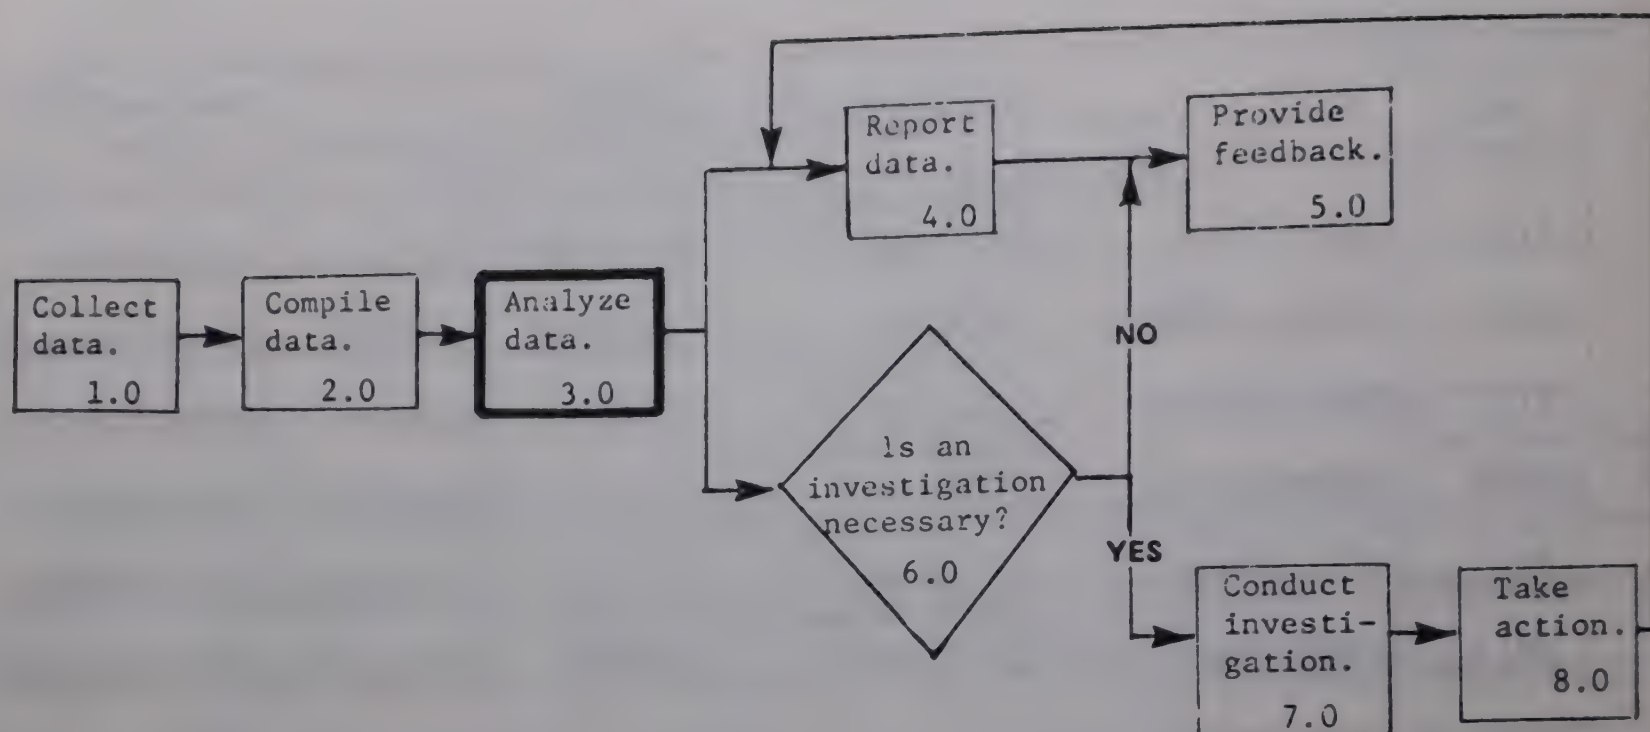 Collect
data.
1.0
Compile
data.
2.0
Analyze
data.
3.0
Report
data.
4.0
Provide
feedback.
5.0
Is an
investigation
necessary?
6.0
NO
YES
Conduct
investi-
gation.
7.0
Take
action.
8.0